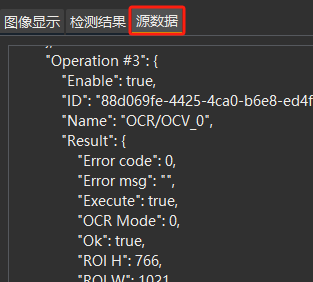 图像显示 检测结果 源数据
"Operation #3": {
"Enable": true,
"ID": "88d069fe-4425-4ca0-b6e8-ed4f
"Name": "OCR/OCV_0",
"Result": {
"Error code": 0,
"Error msg": "",
"Execute": true,
"OCR Mode": 0,
"Ok": true,
"ROI H": 766,
"ROI W": 1021,